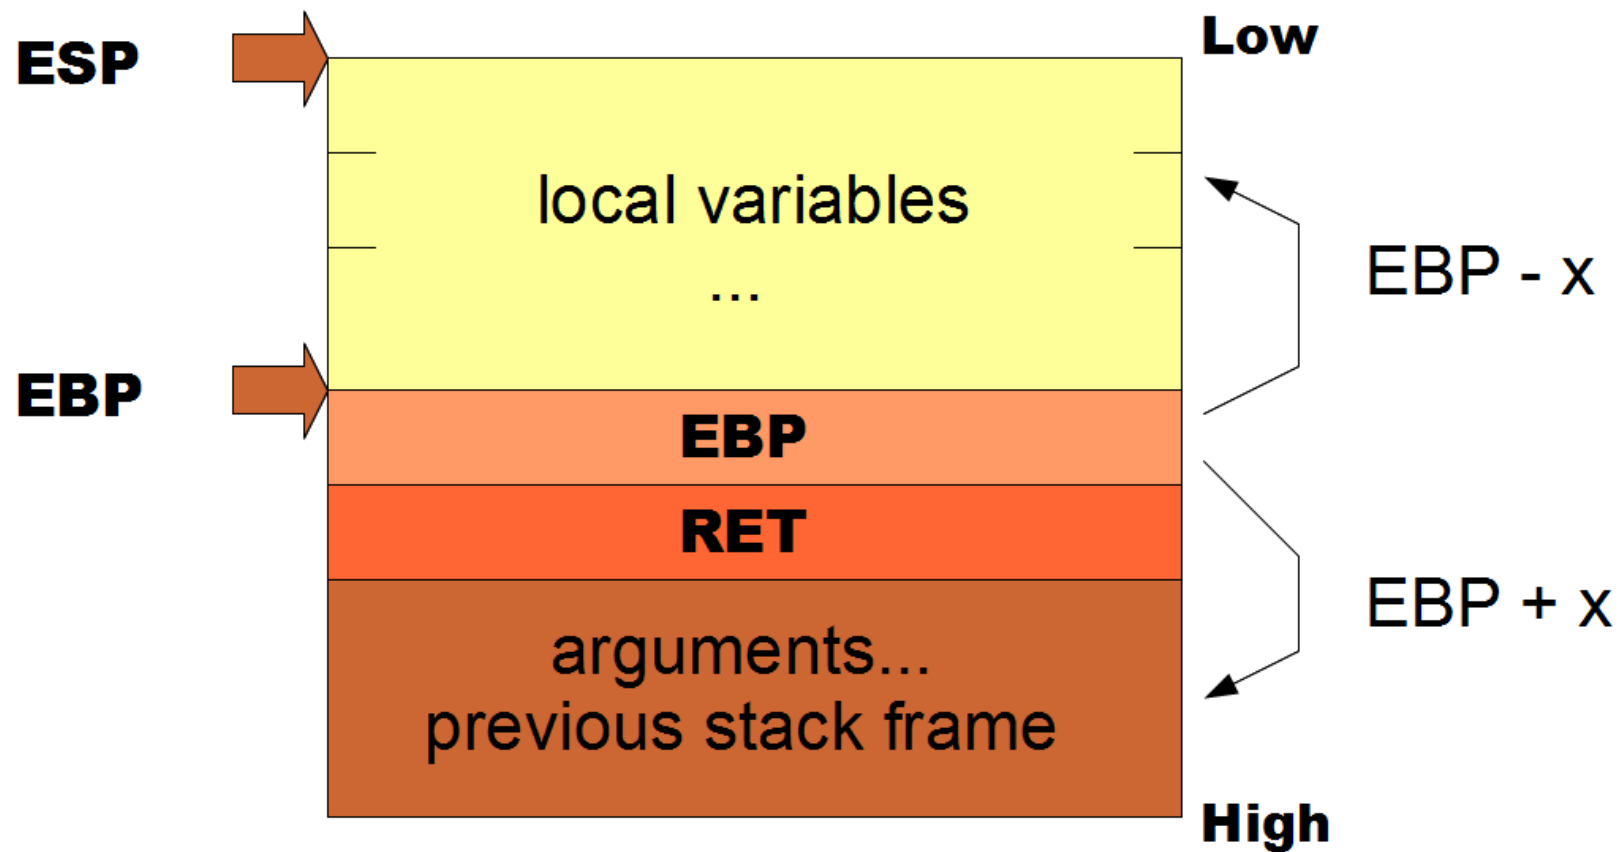 ESP
Low
local variables
...
EBP - x
EBP
EBP
RET
EBP + x
arguments...
previous stack frame
High